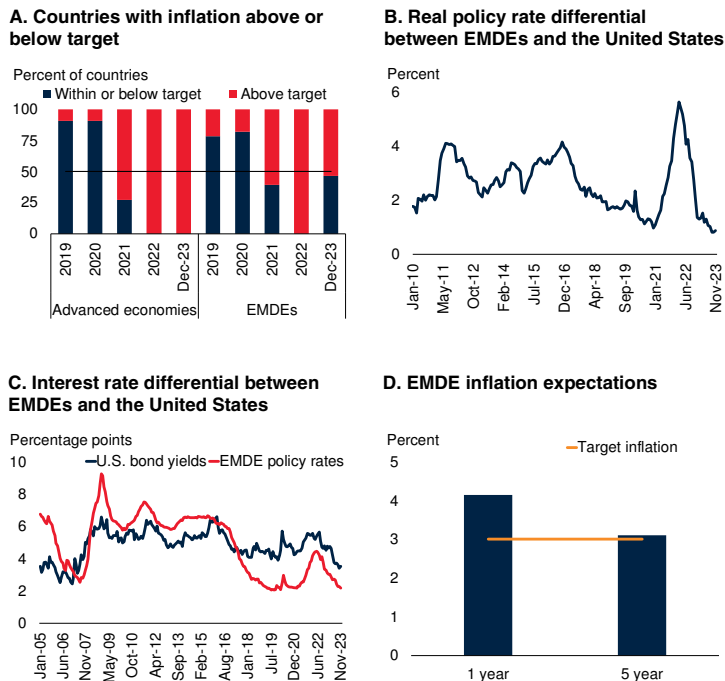 A. Countries with inflation above or
below target
Percent of countries
Within or below target
Above target
100
75
50
25
0
2019
2020
2021
2022
Dec-23
2019
2020
2021
2022
Dec-23
Advanced economies
EMDEs
B. Real policy rate differential
between EMDEs and the United States
Percent
6
4
2
0
Jan-10
May-11
Oct-12
Feb-14
Jul-15
Dec-16
Apr-18
Sep-19
Jan-21
Jun-22
Nov-23
C. Interest rate differential between
EMDEs and the United States
Percentage points
U.S. bond yields
EMDE policy rates
10
8
6
4
2
0
Jan-05
Jun-06
Nov-07
May-09
Oct-10
Apr-12
Sep-13
Feb-15
Aug-16
Jan-18
Jul-19
Dec-20
Jun-22
Nov-23
D. EMDE inflation expectations
Percent
Target inflation
5
4
3
2
1
0
1 year
5 year